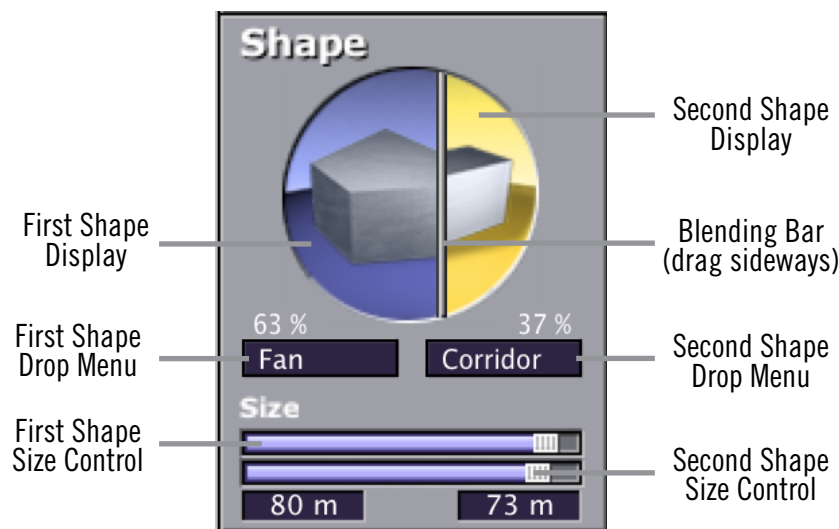 Shape
Second Shape
Display
First Shape
Display
Blending Bar
(drag sideways)
63 %
37 %
First Shape
Drop Menu
Fan
Corridor
Second Shape
Drop Menu
Size
First Shape
Size Control
Second Shape
Size Control
80 m
73 m